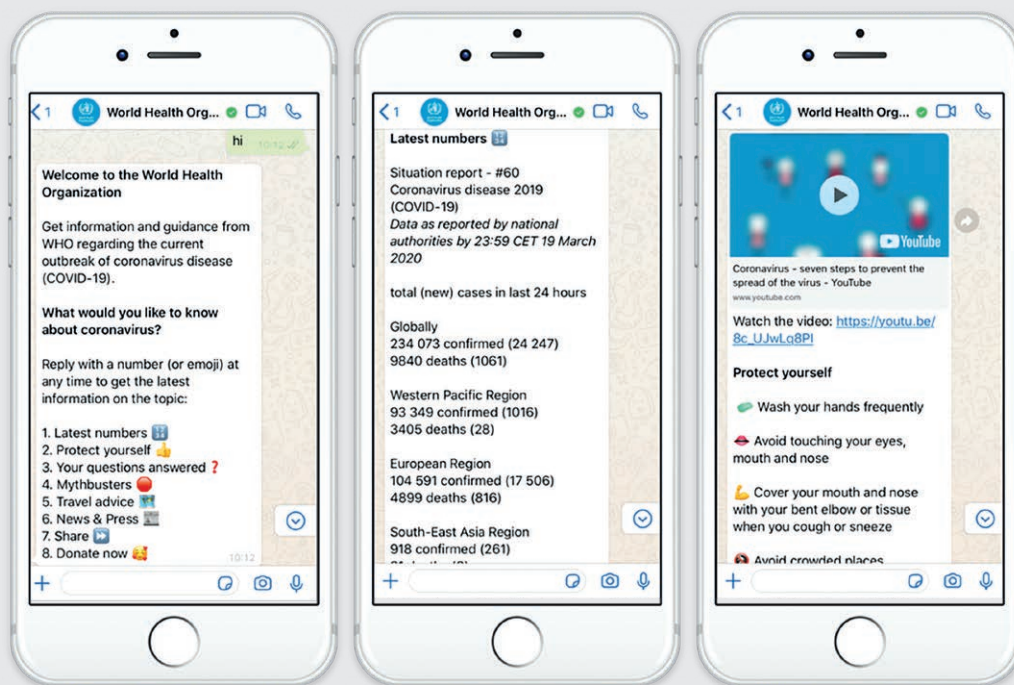 1 World Health Org...
hi
10:12
Welcome to the World Health
Organization
Get information and guidance from
WHO regarding the current
outbreak of coronavirus disease
(COVID-19).
What would you like to know
about coronavirus?
Reply with a number (or emoji) at
any time to get the latest
information on the topic:
1. Latest numbers 🔢
2. Protect yourself 👍
3. Your questions answered ❓
4. Mythbusters 🔴
5. Travel advice 🗺️
6. News & Press 📰
7. Share ⏩
8. Donate now 🥰
10:12
1 World Health Org...
Latest numbers 🔢
Situation report - #60
Coronavirus disease 2019
(COVID-19)
Data as reported by national
authorities by 23:59 CET 19 March
2020
total (new) cases in last 24 hours
Globally
234 073 confirmed (24 247)
9840 deaths (1061)
Western Pacific Region
93 349 confirmed (1016)
3405 deaths (28)
European Region
104 591 confirmed (17 506)
4899 deaths (816)
South-East Asia Region
918 confirmed (261)
1 World Health Org...
YouTube
Coronavirus - seven steps to prevent the
spread of the virus - YouTube
www.youtube.com
Watch the video: https://youtu.be/
8c_UJwLq8PI
Protect yourself
🧼 Wash your hands frequently
👄 Avoid touching your eyes,
mouth and nose
💪 Cover your mouth and nose
with your bent elbow or tissue
when you cough or sneeze
🚷 Avoid crowded places